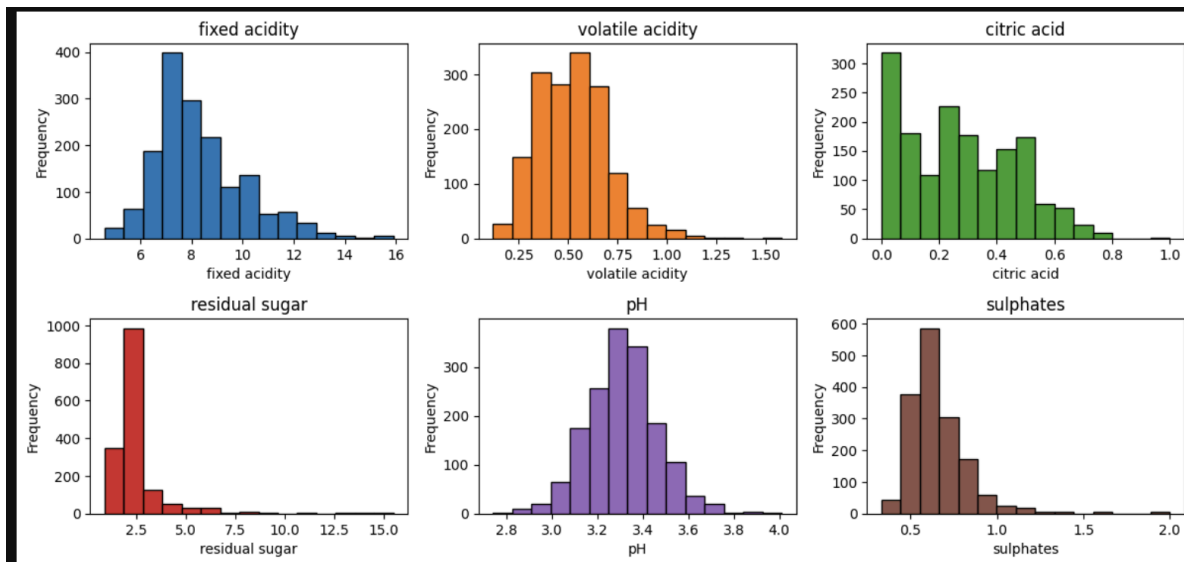 fixed acidity
400
300
200
100
0
Frequency
6 8 10 12 14 16
fixed acidity
volatile acidity
300
200
100
0
Frequency
0.25 0.50 0.75 1.00 1.25 1.50
volatile acidity
citric acid
300
250
200
150
100
50
0
Frequency
0.0 0.2 0.4 0.6 0.8 1.0
citric acid
residual sugar
1000
800
600
400
200
0
Frequency
2.5 5.0 7.5 10.0 12.5 15.0
residual sugar
pH
300
200
100
0
Frequency
2.8 3.0 3.2 3.4 3.6 3.8 4.0
pH
sulphates
600
500
400
300
200
100
0
Frequency
0.5 1.0 1.5 2.0
sulphates